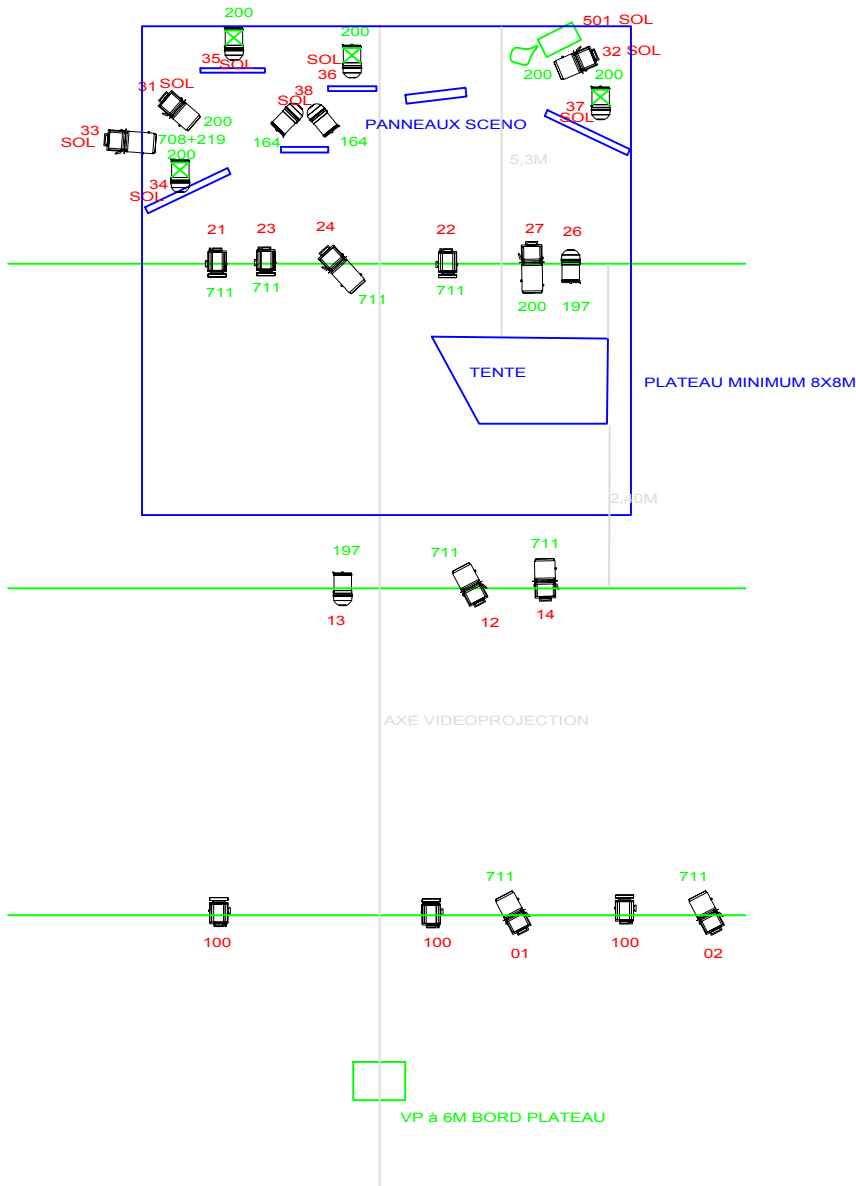 200
501 SOL
200
32 SOL
35
SOL
SOL
36
200
200
31 SOL
38
SOL
37
SOL
200
33
SOL
708+219
164
164
PANNEAUX SCENO
200
34
SOL
5,3M
21
23
24
22
27
26
711
711
711
711
200
197
TENTE
PLATEAU MINIMUM 8X8M
2,40M
197
711
711
13
12
14
AXE VIDEOPROJECTION
711
711
100
100
01
100
02
VP à 6M BORD PLATEAU